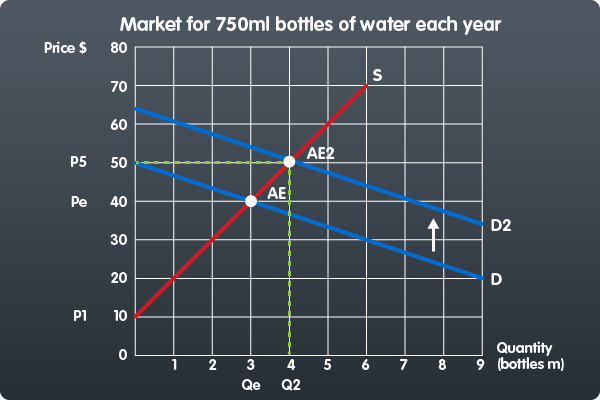 Market for 750ml bottles of water each year
Price $
80
70
S
60
P5
50
AE2
Pe
40
AE
30
D2
20
D
P1
10
0
1 2 3 4 5 6 7 8 9
Quantity
(bottles m)
Qe Q2